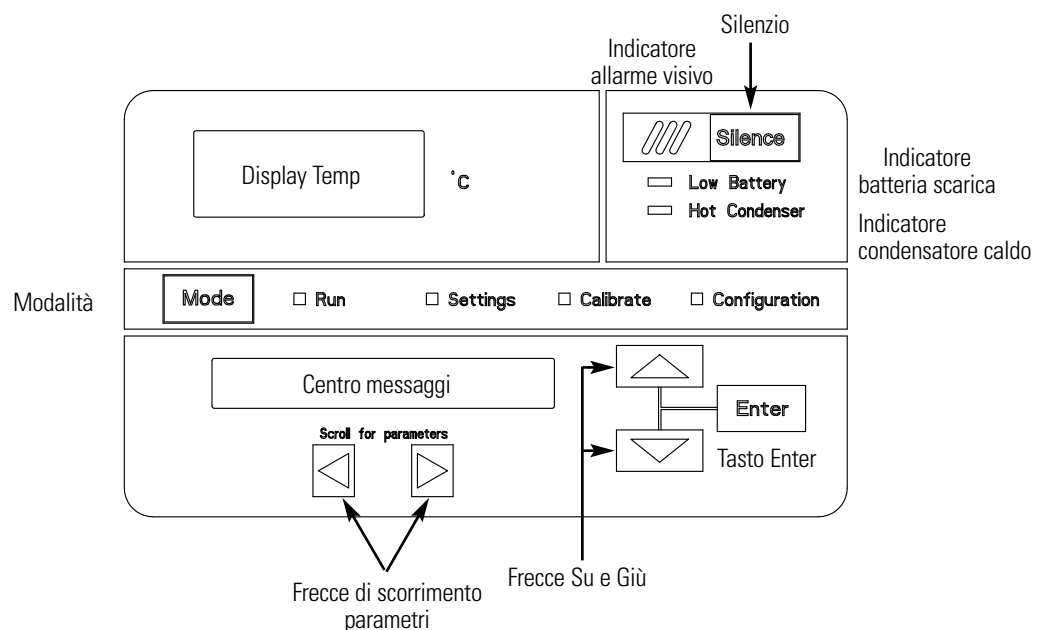 Silenzio
Indicatore
allarme visivo
Silence
Display Temp
°C
Low Battery
Hot Condenser
Indicatore
batteria scarica
Indicatore
condensatore caldo
Modalità
Mode
Run
Settings
Calibrate
Configuration
Centro messaggi
Scroll for parameters
Enter
Tasto Enter
Frecce Su e Giù
Frecce di scorrimento
parametri